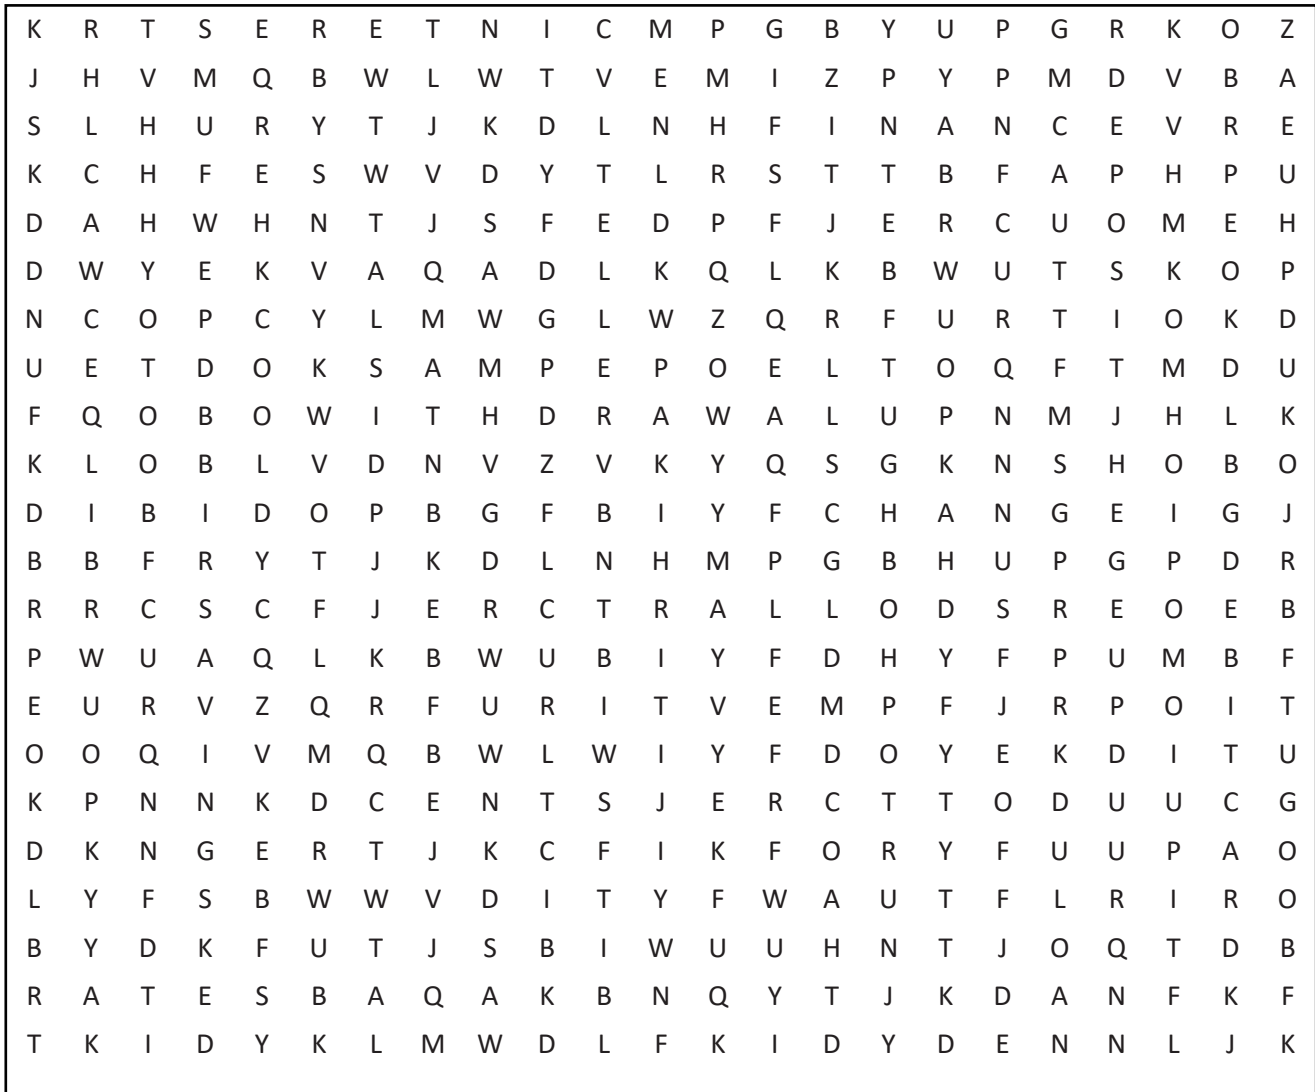 K R T S E R E T N I C M P G B Y U P G R K O Z
J H V M Q B W L W T V E M I Z P Y P M D V B A
S L H U R Y T J K D L N H F I N A N C E V R E
K C H F E S W V D Y T L R S T T B F A P H P U
D A H W H N T J S F E D P F J E R C U O M E H
D W Y E K V A Q A D L K Q L K B W U T S K O P
N C O P C Y L M W G L W Z Q R F U R T I O K D
U E T D O K S A M P E P O E L T O Q F T M D U
F Q O B O W I T H D R A W A L U P N M J H L K
K L O B L V D N V Z V K Y Q S G K N S H O B O
D I B I D O P B G F B I Y F C H A N G E I G J
B B F R Y T J K D L N H M P G B H U P G P D R
R R C S C F J E R C T R A L L O D S R E O E B
P W U A Q L K B W U B I Y F D H Y F P U M B F
E U R V Z Q R F U R I T V E M P F J R P O I T
O O Q I V M Q B W L W I Y F D O Y E K D I T U
K P N N K D C E N T S J E R C T T O D U U C G
D K N G E R T J K C F I K F O R Y F U U P A O
L Y F S B W W V D I T Y F W A U T F L R I R O
B Y D K F U T J S B I W U U H N T J O Q T D B
R A T E S B A Q A K B N Q Y T J K D A N F K F
T K I D Y K L M W D L F K I D Y D E N N L J K